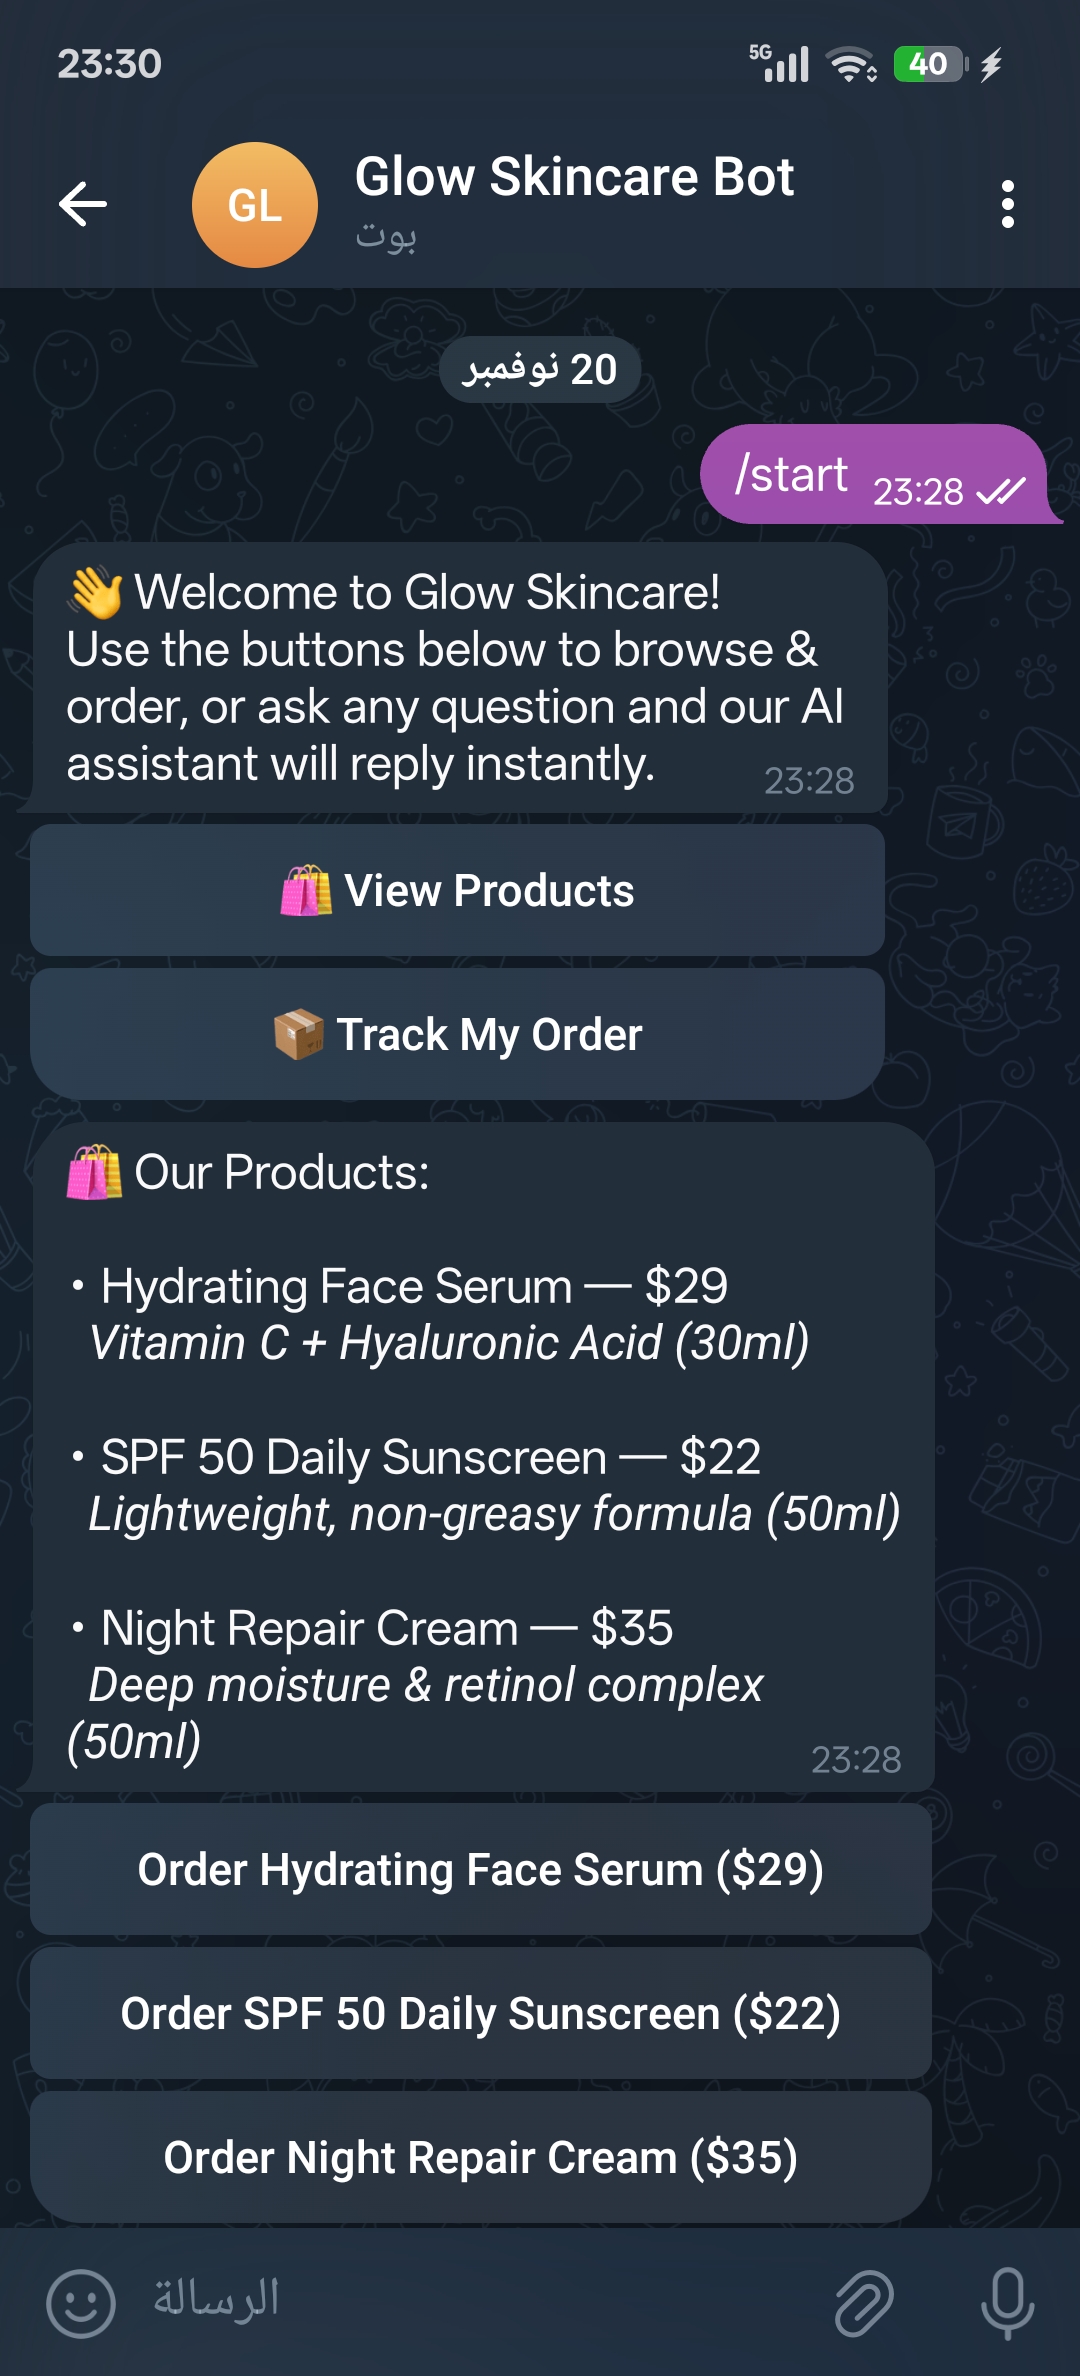 23:30
5G
40
GL
Glow Skincare Bot
بوت
20 نوفمبر
/start 23:28
👋 Welcome to Glow Skincare!
Use the buttons below to browse &
order, or ask any question and our AI
assistant will reply instantly.
23:28
🛍️ View Products
📦 Track My Order
🛍️ Our Products:
• Hydrating Face Serum — $29
Vitamin C + Hyaluronic Acid (30ml)
• SPF 50 Daily Sunscreen — $22
Lightweight, non-greasy formula (50ml)
• Night Repair Cream — $35
Deep moisture & retinol complex
(50ml)
23:28
Order Hydrating Face Serum ($29)
Order SPF 50 Daily Sunscreen ($22)
Order Night Repair Cream ($35)
الرسالة